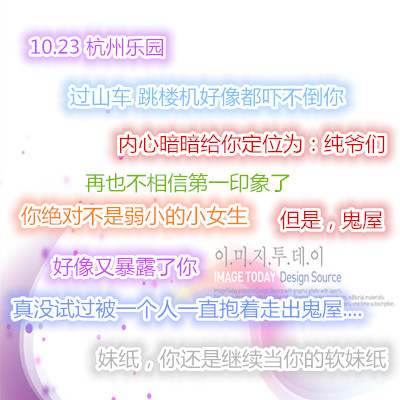 10.23 杭州乐园
过山车 跳楼机好像都吓不倒你
内心暗暗给你定位为：纯爷们
再也不相信第一印象了
你绝对不是弱小的小女生
但是，鬼屋
이·미·지·투·데·이
IMAGE TODAY Design Source
好像又暴露了你
真没试过被一个人一直抱着走出鬼屋....
妹纸，你还是继续当你的软妹纸